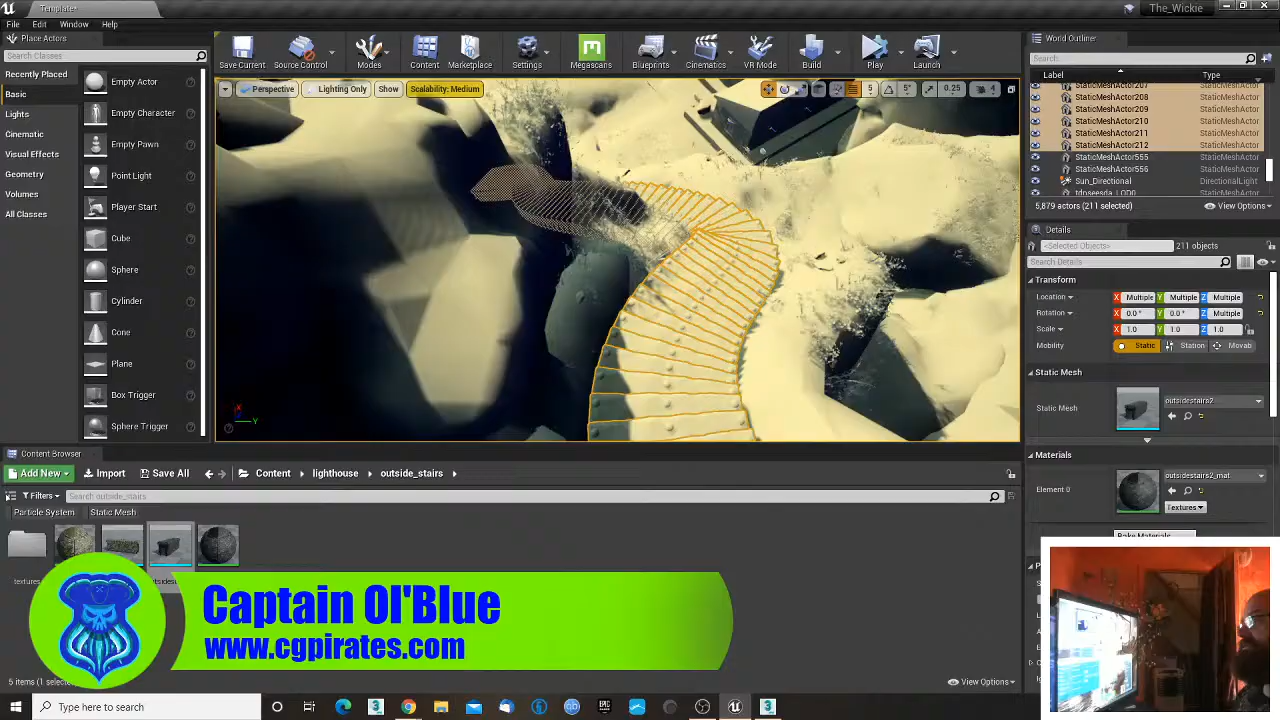 Template*
The_Wickie
File Edit Window Help
Place Actors
Search Classes
Recently Placed
Basic
Lights
Cinematic
Visual Effects
Geometry
Volumes
All Classes
Empty Actor
Empty Character
Empty Pawn
Point Light
Player Start
Cube
Sphere
Cylinder
Cone
Plane
Box Trigger
Sphere Trigger
Save Current
Source Control
Modes
Content
Marketplace
Settings
Megascans
Blueprints
Cinematics
VR Mode
Build
Play
Launch
Perspective
Lighting Only
Show
Scalability: Medium
5
5°
0.25
4
World Outliner
Search...
Label Type
StaticMeshActor207 StaticMeshActor
StaticMeshActor208 StaticMeshActor
StaticMeshActor209 StaticMeshActor
StaticMeshActor210 StaticMeshActor
StaticMeshActor211 StaticMeshActor
StaticMeshActor212 StaticMeshActor
StaticMeshActor555 StaticMeshActor
StaticMeshActor556 StaticMeshActor
Sun_Directional DirectionalLight
StaticMeshActor
5,879 actors (211 selected)
View Options
Details
<Selected Objects>
211 objects
Search Details
Transform
Location X Multiple Y Multiple Z Multiple
Rotation X 0.0 ° Y 0.0 ° Z Multiple
Scale X 1.0 Y 1.0 Z 1.0
Mobility Static Station Movab
Static Mesh
Static Mesh
outsidestairs2
Materials
Element 0
outsidestairs2_mat
Textures
Bake Materials
Content Browser
Add New
Import
Save All
Content
lighthouse
outside_stairs
Filters
Search outside_stairs
Particle System
Static Mesh
textures
Captain Ol'Blue
www.cgpirates.com
5 items (1 selected)
View Options
Type here to search